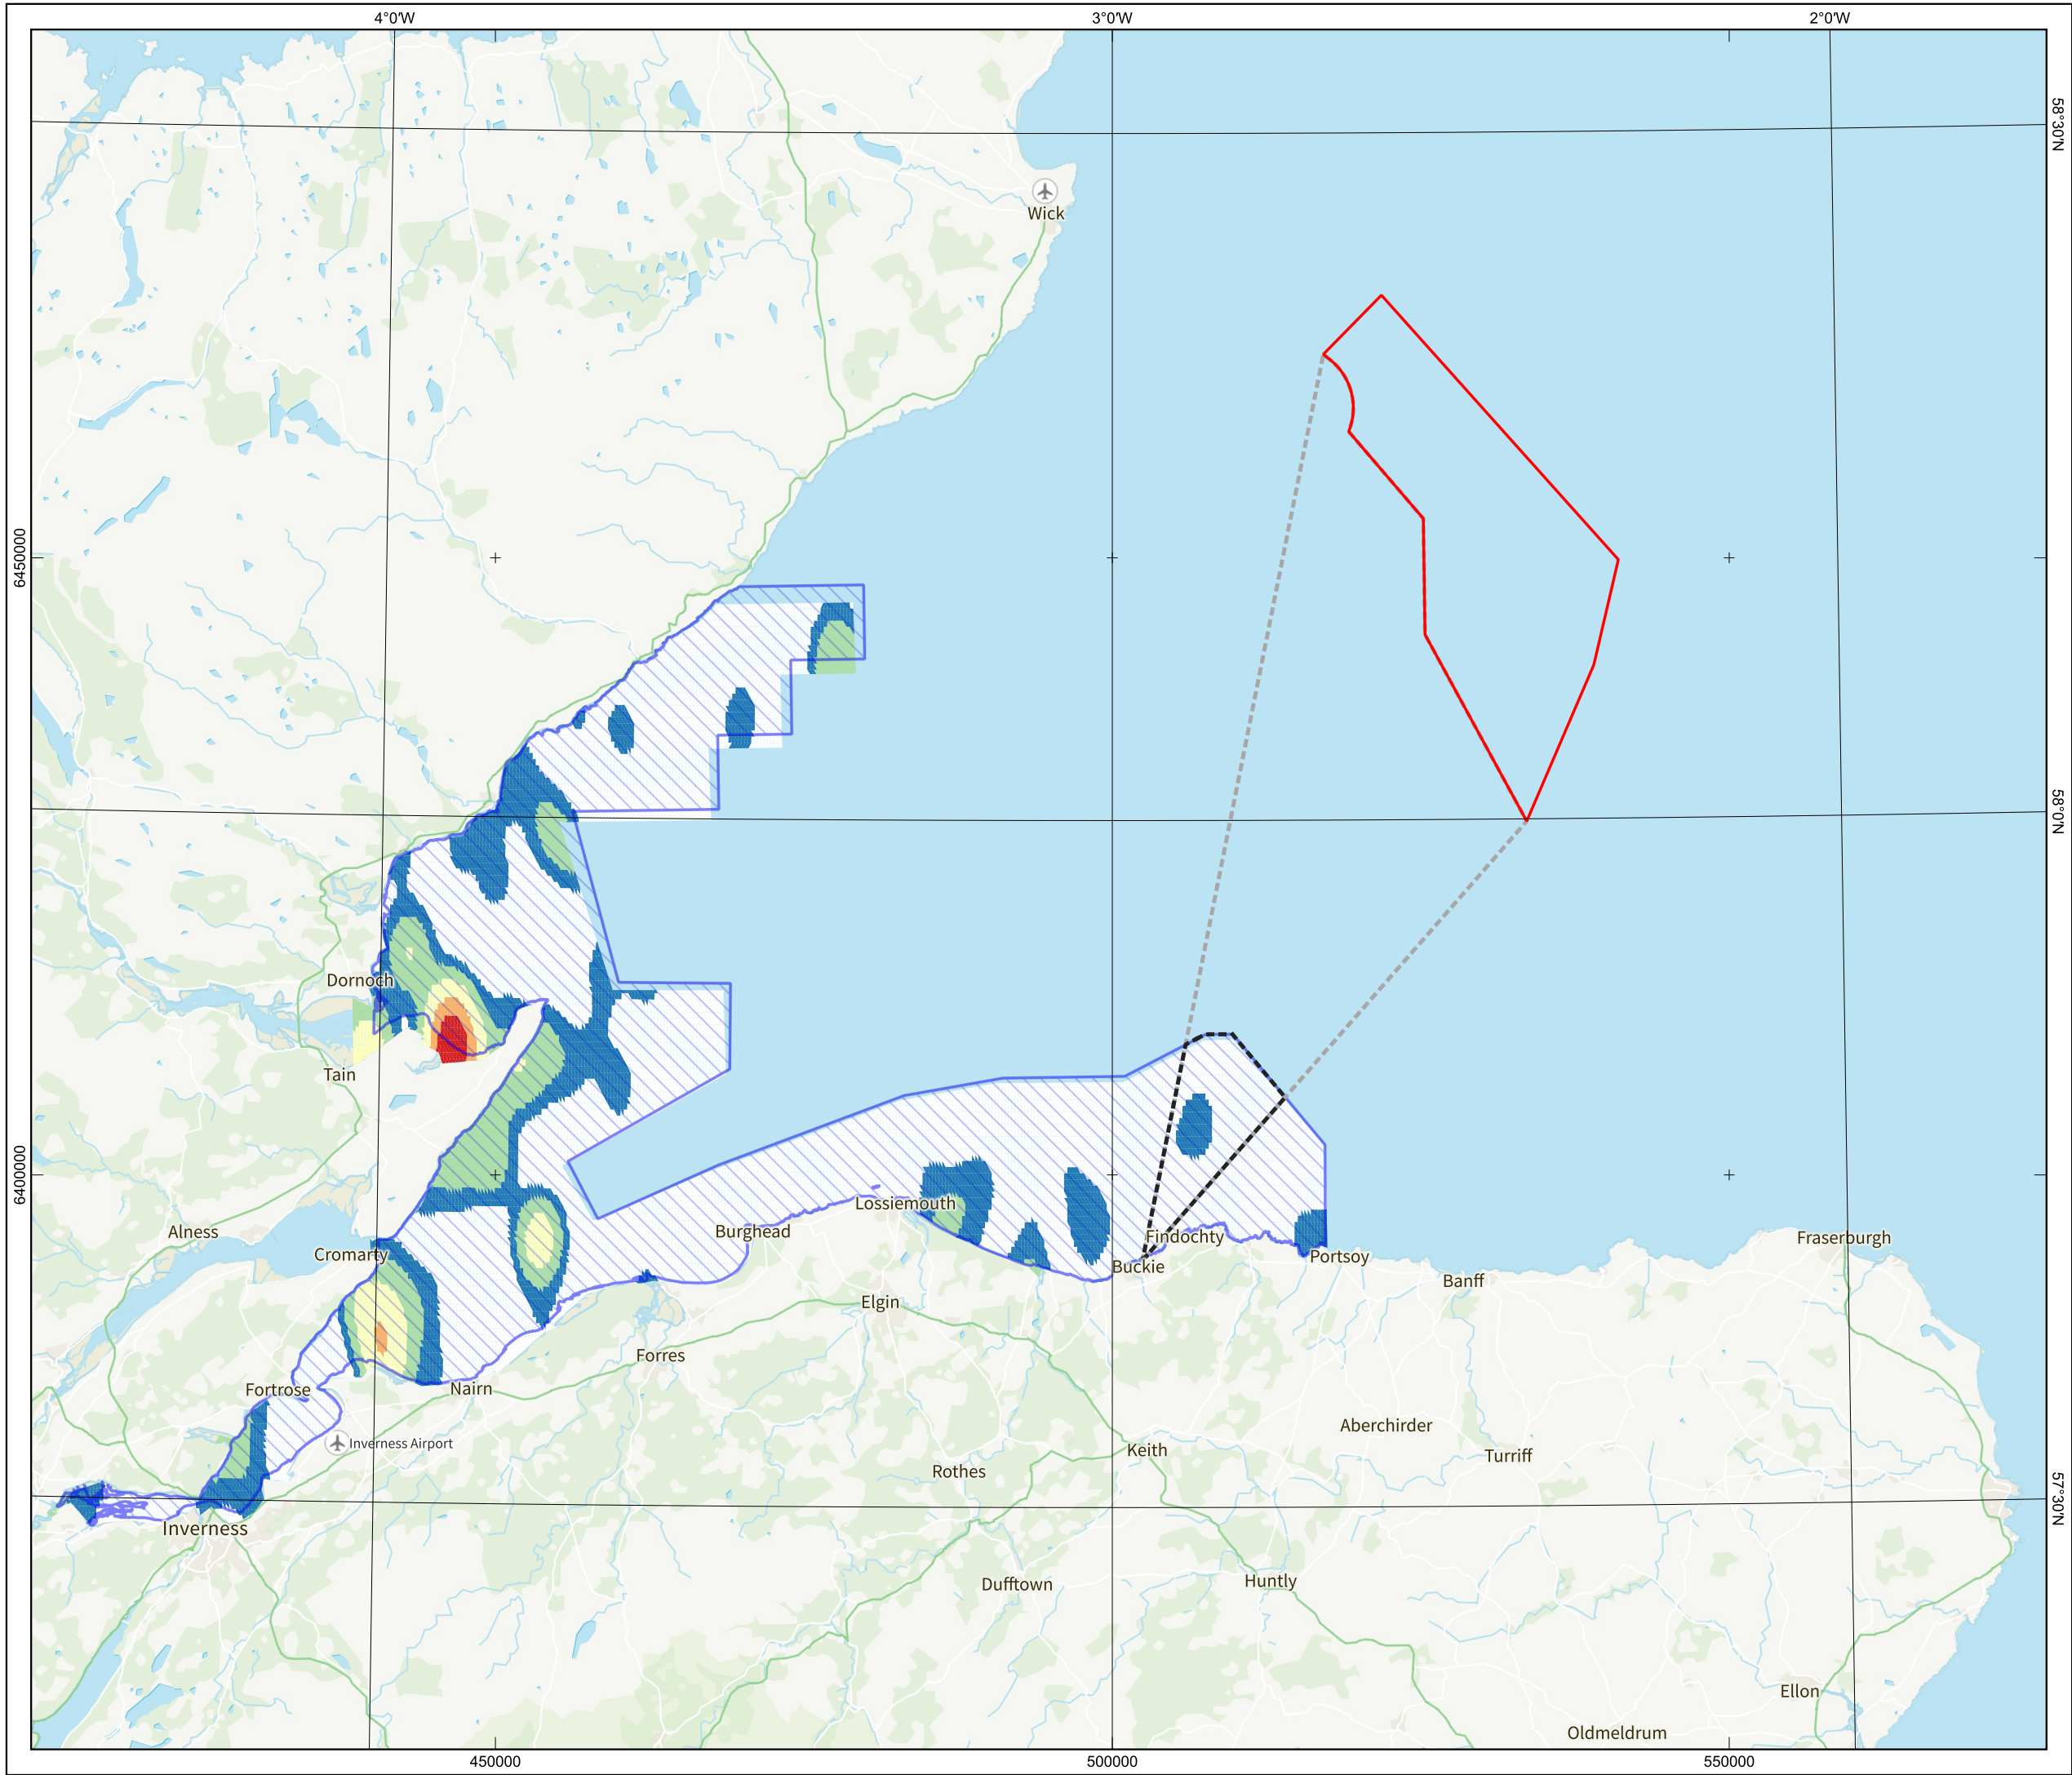 4°0'W
3°0'W
2°0'W
58°30'N
Wick
6450000
58°0'N
Dornoch
Tain
6400000
Lossiemouth
Alness
Burghead
Findochty
Fraserburgh
Cromarty
Portsoy
Buckie
Banff
Elgin
Forres
Fortrose
Nairn
Aberchirder
Inverness Airport
Keith
Turriff
Rothes
57°30'N
Inverness
Huntly
Dufftown
Ellon
Oldmeldrum
450000
500000
550000